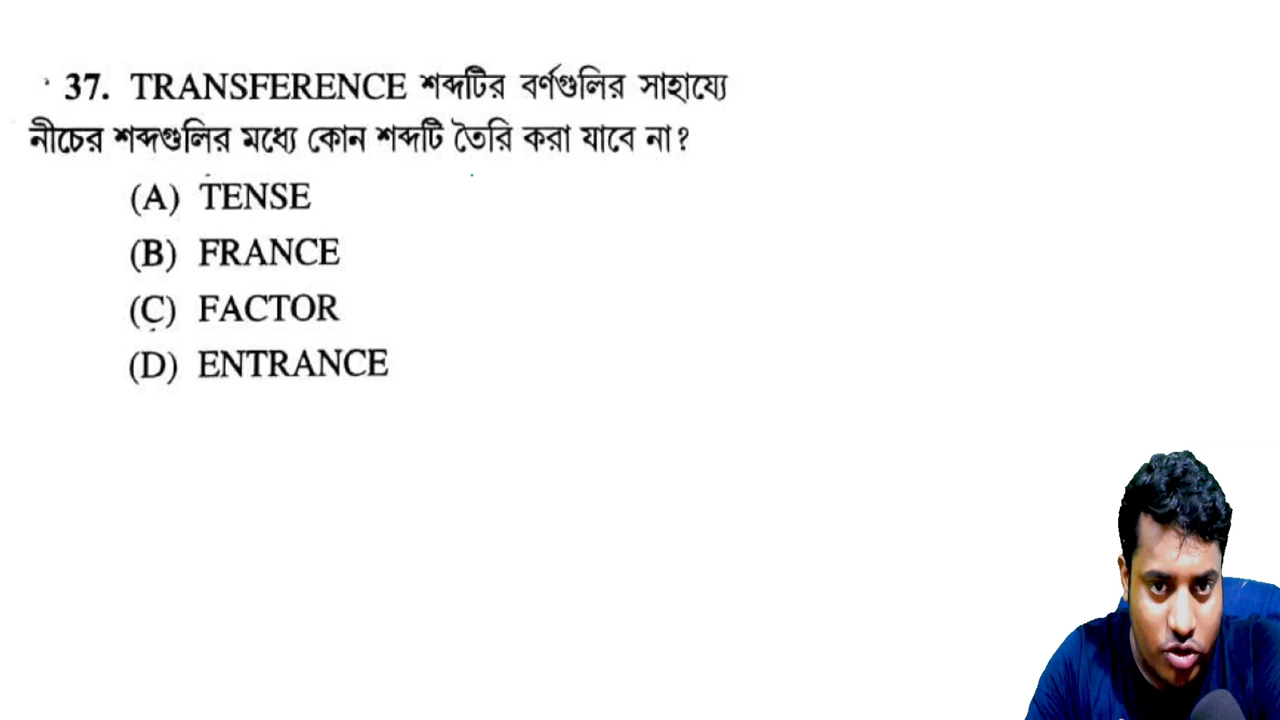 37. TRANSFERENCE শব্দটির বর্ণগুলির সাহায্যে
নীচের শব্দগুলির মধ্যে কোন শব্দটি তৈরি করা যাবে না?
(A) TENSE
(B) FRANCE
(C) FACTOR
(D) ENTRANCE